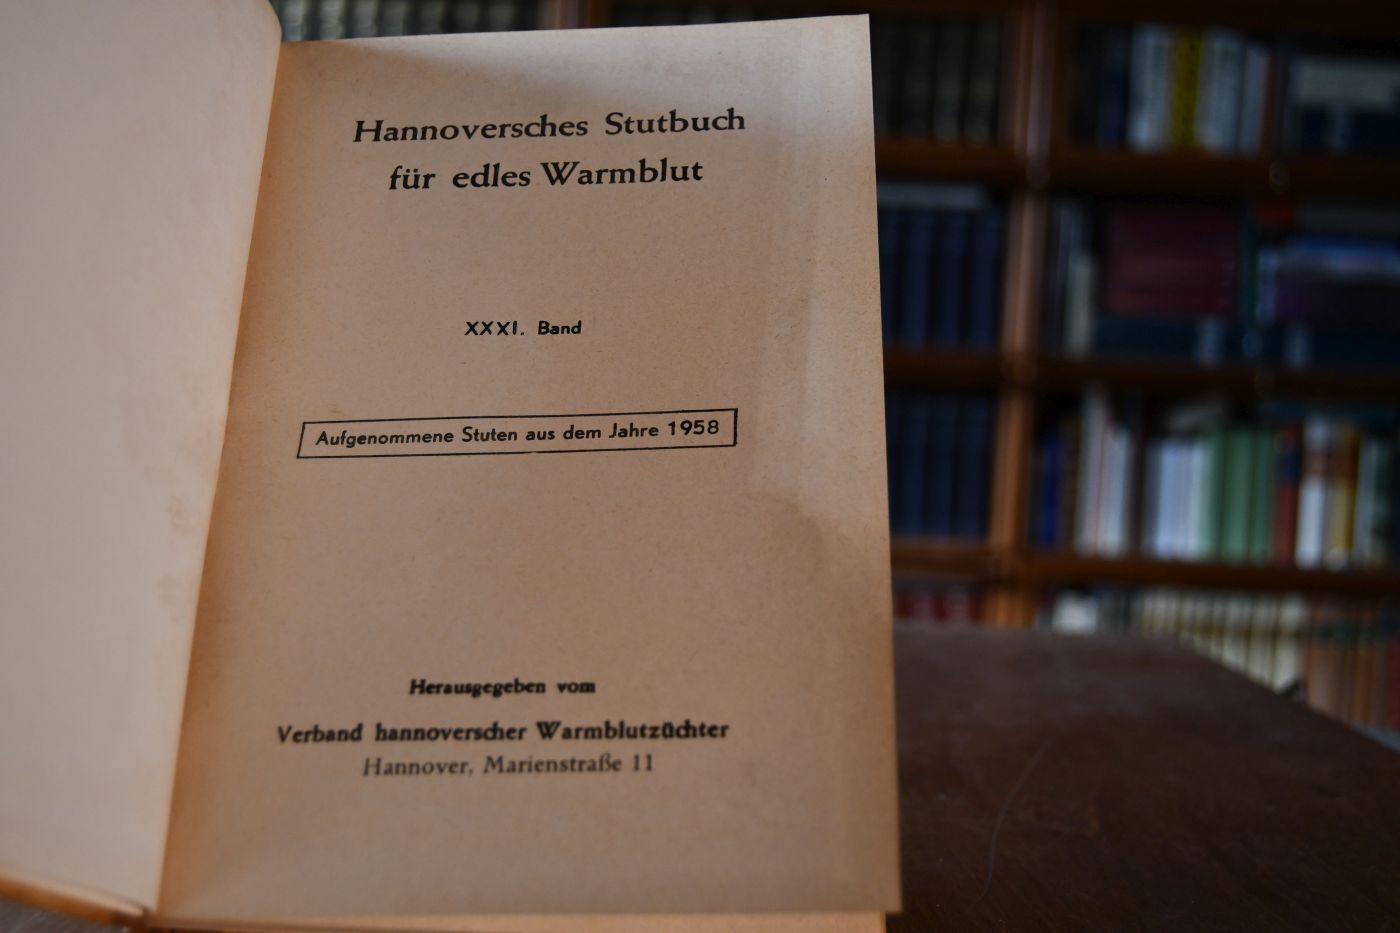 Hannoversches Stutbuch
für edles Warmblut
XXXI. Band
Aufgenommene Stuten aus dem Jahre 1958
Herausgegeben vom
Verband hannoverscher Warmblutzüchter
Hannover, Marienstraße 11